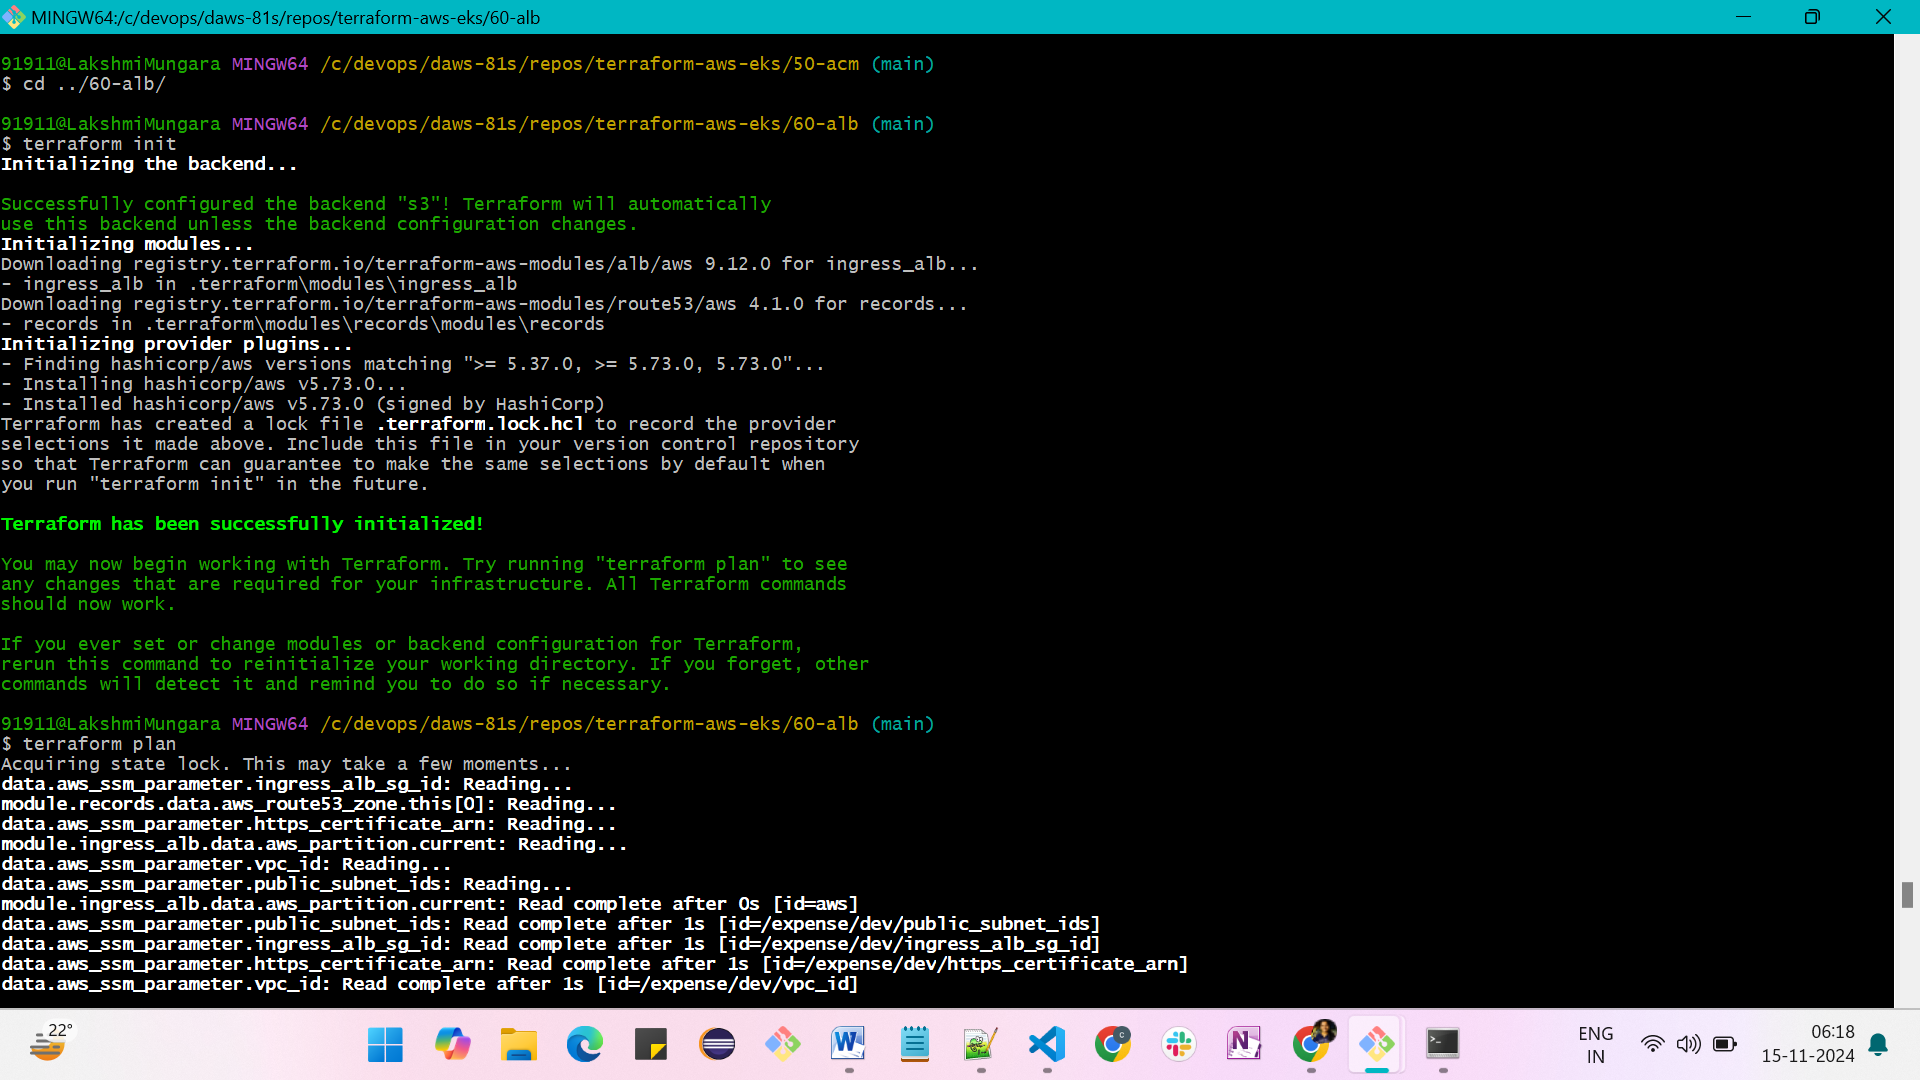 MINGW64:/c/devops/daws-81s/repos/terraform-aws-eks/60-alb
91911@LakshmiMungara MINGW64 /c/devops/daws-81s/repos/terraform-aws-eks/50-acm (main)
$ cd ../60-alb/
91911@LakshmiMungara MINGW64 /c/devops/daws-81s/repos/terraform-aws-eks/60-alb (main)
$ terraform init
Initializing the backend...
Successfully configured the backend "s3"! Terraform will automatically
use this backend unless the backend configuration changes.
Initializing modules...
Downloading registry.terraform.io/terraform-aws-modules/alb/aws 9.12.0 for ingress_alb...
- ingress_alb in .terraform\modules\ingress_alb
Downloading registry.terraform.io/terraform-aws-modules/route53/aws 4.1.0 for records...
- records in .terraform\modules\records\modules\records
Initializing provider plugins...
- Finding hashicorp/aws versions matching ">= 5.37.0, >= 5.73.0, 5.73.0"...
- Installing hashicorp/aws v5.73.0...
- Installed hashicorp/aws v5.73.0 (signed by HashiCorp)
Terraform has created a lock file .terraform.lock.hcl to record the provider
selections it made above. Include this file in your version control repository
so that Terraform can guarantee to make the same selections by default when
you run "terraform init" in the future.
Terraform has been successfully initialized!
You may now begin working with Terraform. Try running "terraform plan" to see
any changes that are required for your infrastructure. All Terraform commands
should now work.
If you ever set or change modules or backend configuration for Terraform,
rerun this command to reinitialize your working directory. If you forget, other
commands will detect it and remind you to do so if necessary.
91911@LakshmiMungara MINGW64 /c/devops/daws-81s/repos/terraform-aws-eks/60-alb (main)
$ terraform plan
Acquiring state lock. This may take a few moments...
data.aws_ssm_parameter.ingress_alb_sg_id: Reading...
module.records.data.aws_route53_zone.this[0]: Reading...
data.aws_ssm_parameter.https_certificate_arn: Reading...
module.ingress_alb.data.aws_partition.current: Reading...
data.aws_ssm_parameter.vpc_id: Reading...
data.aws_ssm_parameter.public_subnet_ids: Reading...
module.ingress_alb.data.aws_partition.current: Read complete after 0s [id=aws]
data.aws_ssm_parameter.public_subnet_ids: Read complete after 1s [id=/expense/dev/public_subnet_ids]
data.aws_ssm_parameter.ingress_alb_sg_id: Read complete after 1s [id=/expense/dev/ingress_alb_sg_id]
data.aws_ssm_parameter.https_certificate_arn: Read complete after 1s [id=/expense/dev/https_certificate_arn]
data.aws_ssm_parameter.vpc_id: Read complete after 1s [id=/expense/dev/vpc_id]
22°
ENG
IN
06:18
15-11-2024